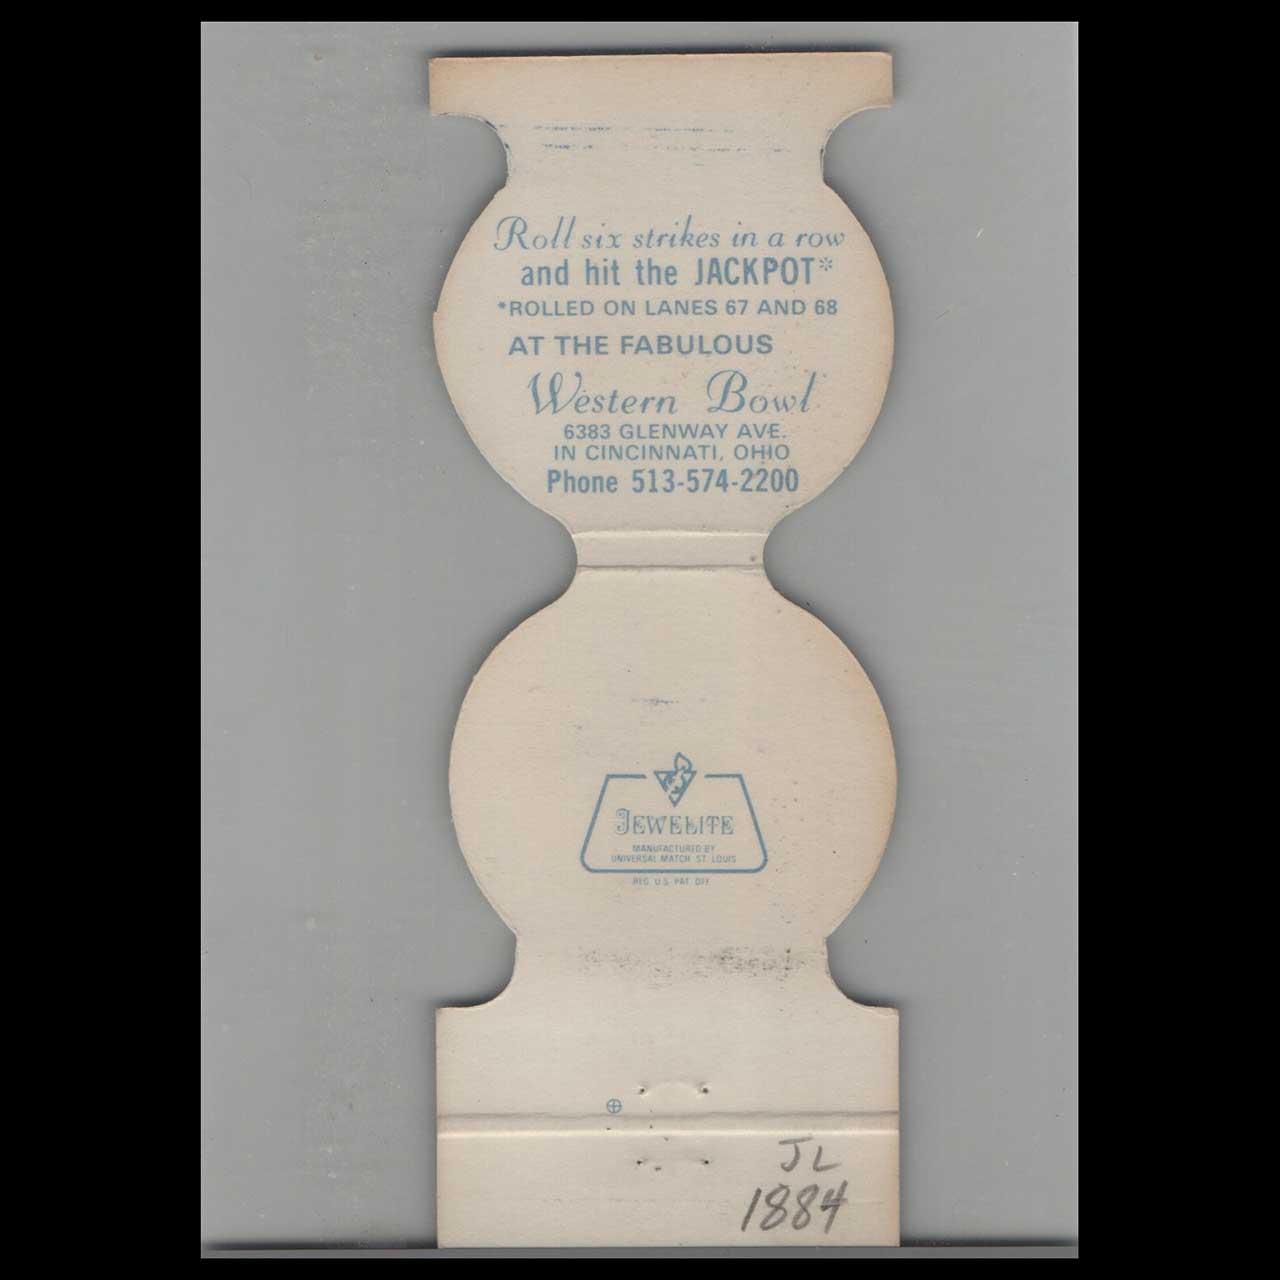 Roll six strikes in a row
and hit the JACKPOT*
*ROLLED ON LANES 67 AND 68
AT THE FABULOUS
Western Bowl
6383 GLENWAY AVE.
IN CINCINNATI, OHIO
Phone 513-574-2200
JEWELITE
MANUFACTURED BY
UNIVERSAL MATCH ST. LOUIS
REG. U.S. PAT. OFF.
JL
1884